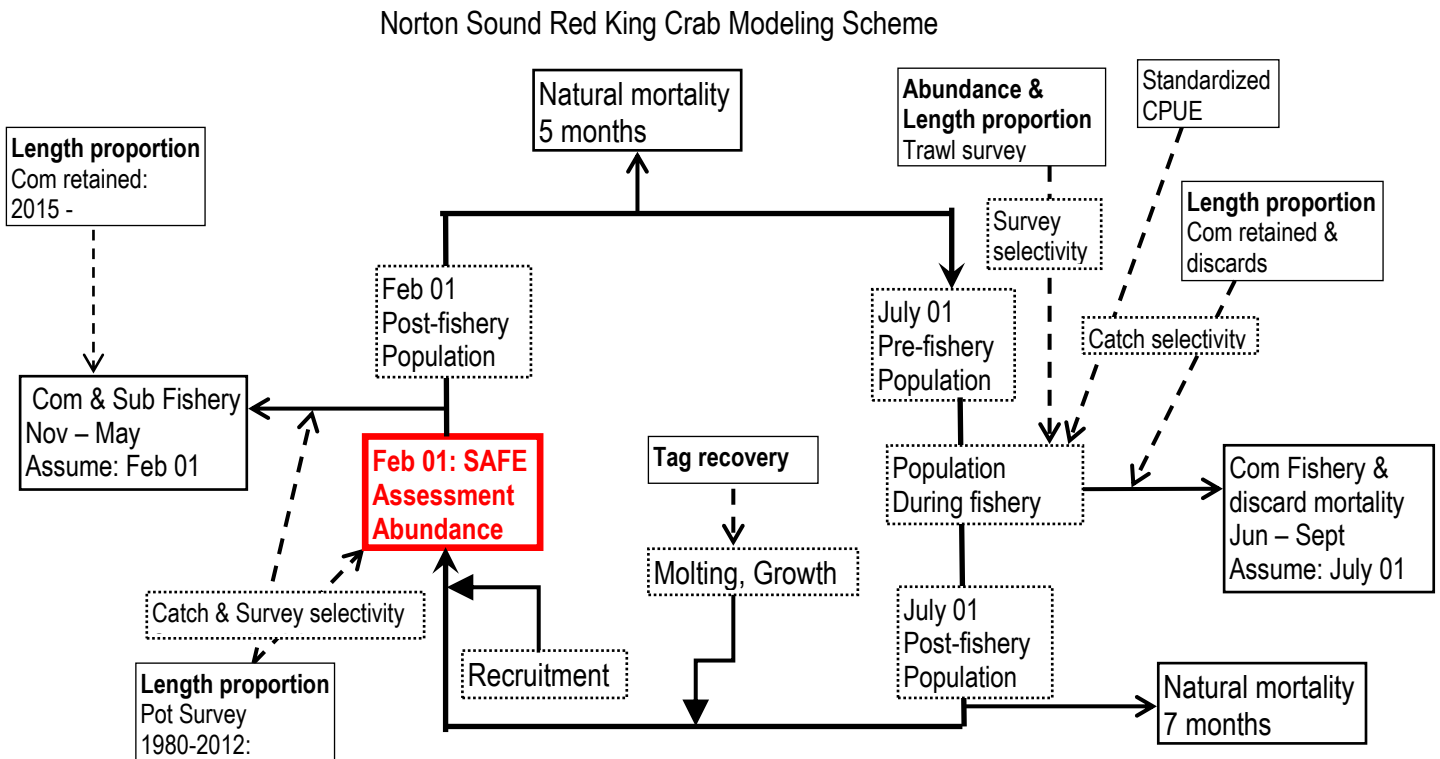 Norton Sound Red King Crab Modeling Scheme
Natural mortality
5 months
Abundance &
Length proportion
Trawl survey
Standardized
CPUE
Length proportion
Com retained:
2015 -
Survey
selectivity
Length proportion
Com retained &
discards
Feb 01
Post-fishery
Population
July 01
Pre-fishery
Population
Catch selectivity
Com & Sub Fishery
Nov – May
Assume: Feb 01
Feb 01: SAFE
Assessment
Abundance
Tag recovery
Population
During fishery
Com Fishery &
discard mortality
Jun – Sept
Assume: July 01
Molting, Growth
Catch & Survey selectivity
July 01
Post-fishery
Population
Recruitment
Length proportion
Pot Survey
1980-2012:
Natural mortality
7 months